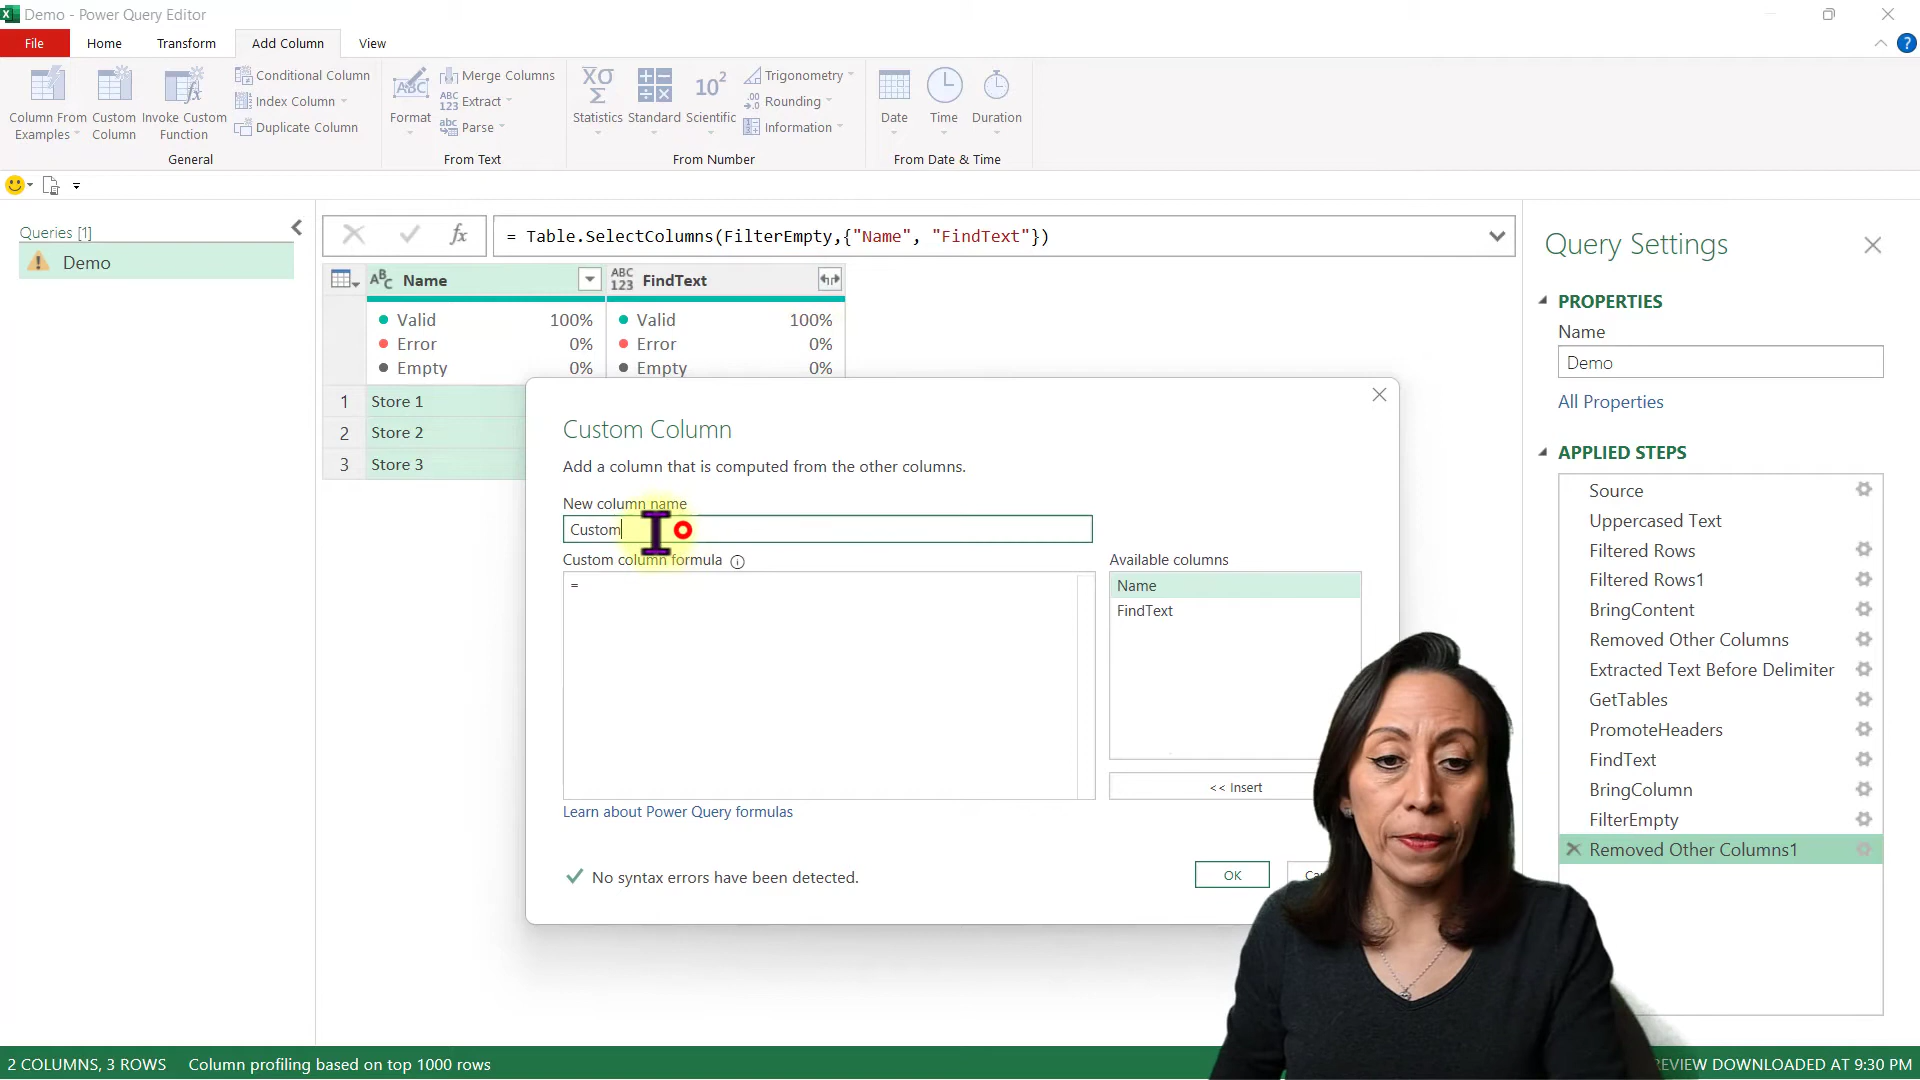 Demo - Power Query Editor
File Home Transform Add Column View
Column From Examples
Custom Column
Invoke Custom Function
Conditional Column
Index Column
Duplicate Column
General
Format
Merge Columns
Extract
Parse
From Text
Statistics
Standard
Scientific
Trigonometry
Rounding
Information
From Number
Date
Time
Duration
From Date & Time
Queries [1]
Demo
= Table.SelectColumns(FilterEmpty,{"Name", "FindText"})
Name FindText
Valid 100% Valid 100%
Error 0% Error 0%
Empty 0% Empty 0%
1 Store 1
2 Store 2
3 Store 3
Custom Column
Add a column that is computed from the other columns.
New column name
Custom
Custom column formula
=
Available columns
Name
FindText
<< Insert
Learn about Power Query formulas
No syntax errors have been detected.
OK
Query Settings
PROPERTIES
Name
Demo
All Properties
APPLIED STEPS
Source
Uppercased Text
Filtered Rows
Filtered Rows1
BringContent
Removed Other Columns
Extracted Text Before Delimiter
GetTables
PromoteHeaders
FindText
BringColumn
FilterEmpty
Removed Other Columns1
2 COLUMNS, 3 ROWS Column profiling based on top 1000 rows
DOWNLOADED AT 9:30 PM